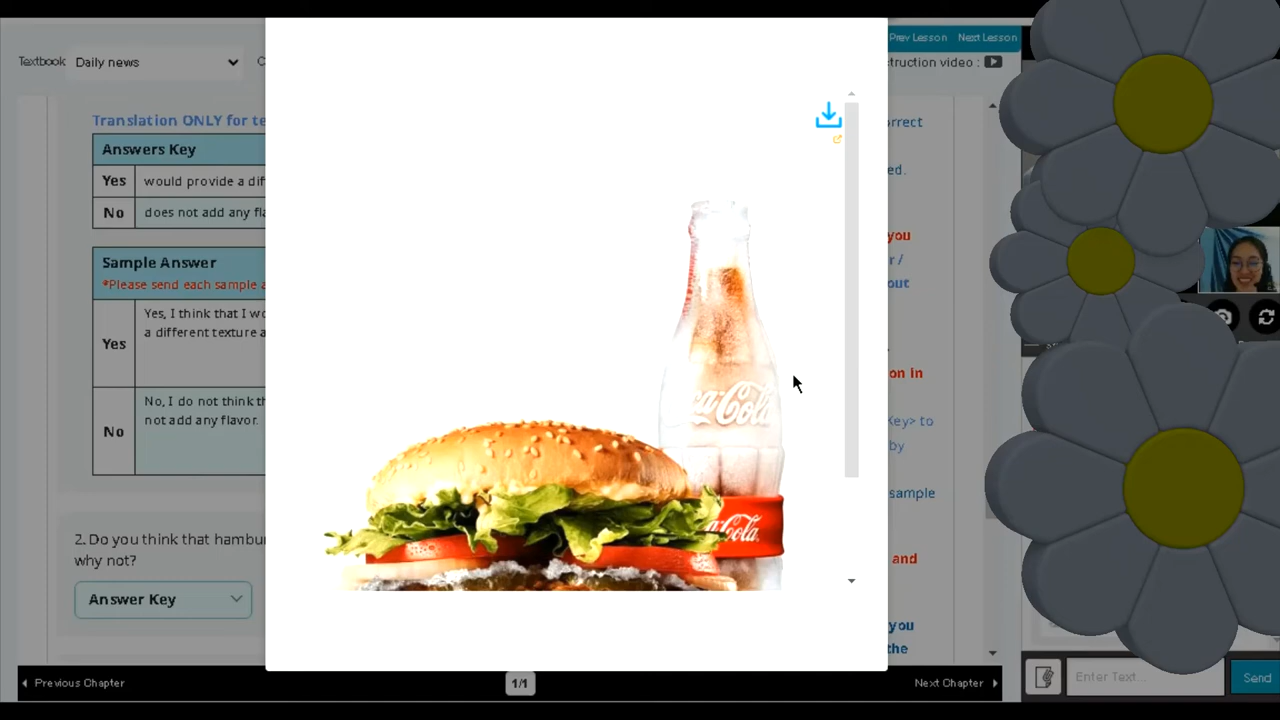 Prev Lesson Next Lesson
Textbook Daily news C
truction video :
Translation ONLY for te
Answers Key
Yes would provide a dif
No does not add any fla
Sample Answer
*Please send each sample a
Yes Yes, I think that I wo
a different texture a
No No, I do not think th
not add any flavor.
2. Do you think that hambu
why not?
Answer Key
orrect
ed.
you
r /
out
on in
Key> to
by
sample
and
you
the
Ca-Cola
Ca-Cola
Previous Chapter 1/1 Next Chapter
Enter Text... Send